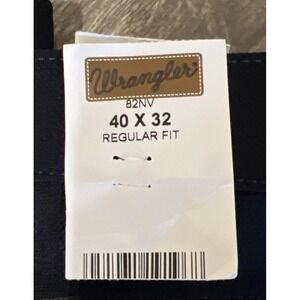 Wrangler
82NV
40 X 32
REGULAR FIT